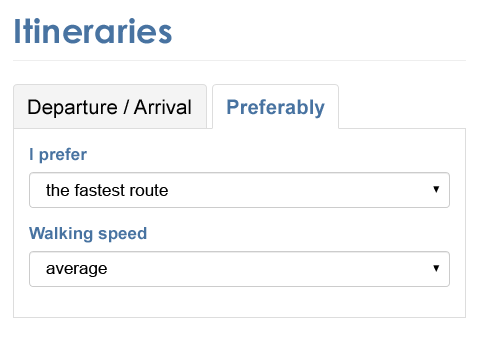 Itineraries
Departure / Arrival
Preferably
I prefer
the fastest route
Walking speed
average